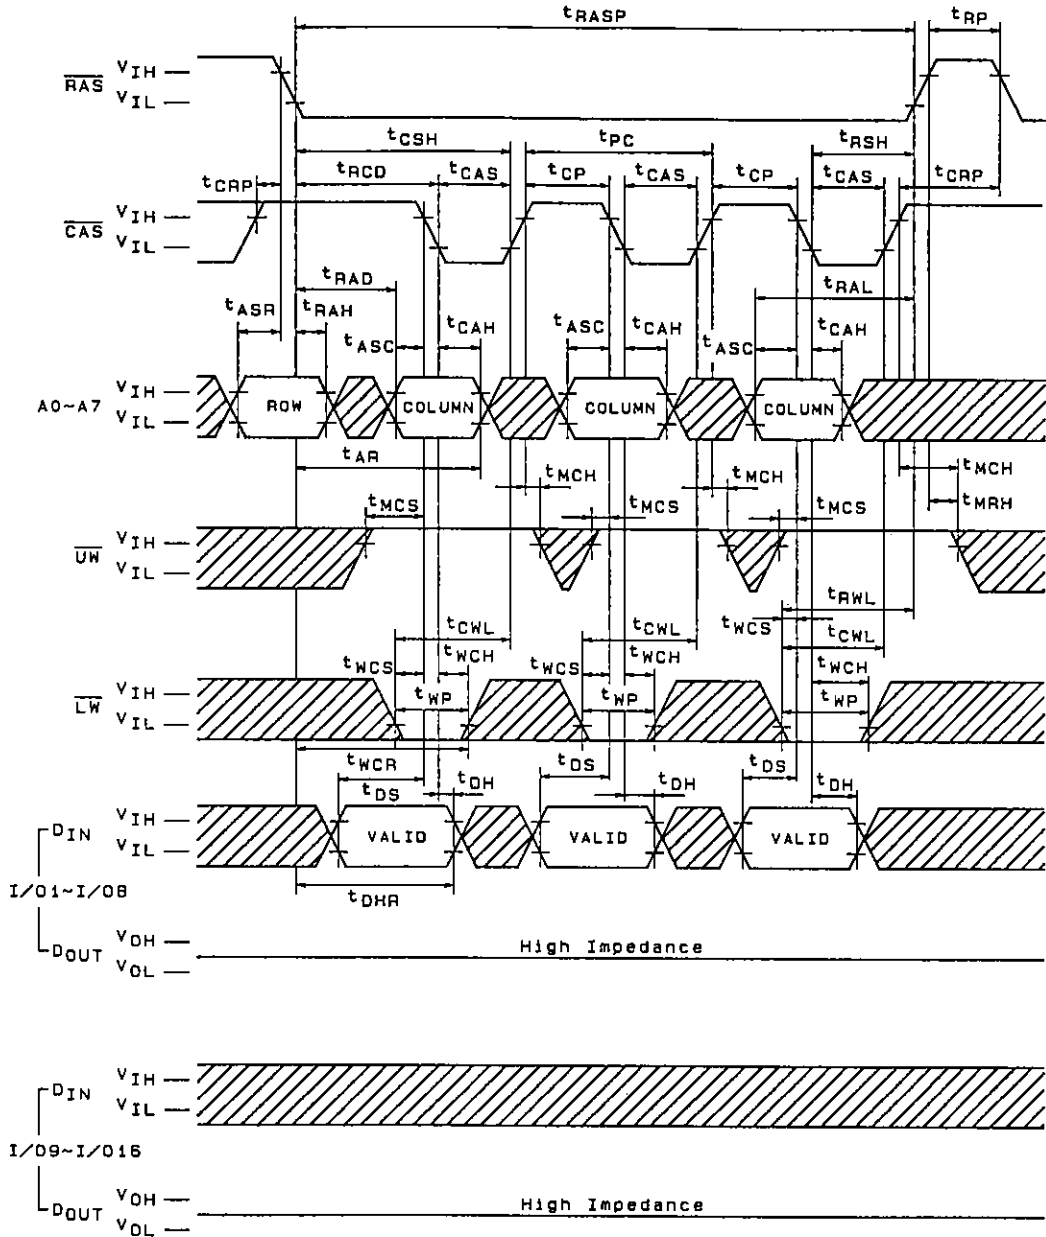 tRASP tRP
RAS VIH
VIL
tCSH tPC tRSH
tCRP tRCD tCAS tCP tCAS tCP tCAS tCRP
CAS VIH
VIL
tRAD tRAL
tASR tRAH tASC tCAH tASC tCAH tASC tCAH
A0~A7 VIH
VIL
ROW COLUMN COLUMN COLUMN
tAR tMCH tMCH tMCH
tMCS tMCS tMCS tMRH
UW VIH
VIL
tRWL
tCWL tCWL tWCS tCWL
tWCS tWCH tWCS tWCH tWCH
tWP tWP tWP
LW VIH
VIL
tWCR tDS tDS
tDS tDH tDH tDH
DIN VIH
VIL
VALID VALID VALID
I/O1~I/O8
tDHR
DOUT VOH
VOL
High Impedance
DIN VIH
VIL
I/O9~I/O16
DOUT VOH
VOL
High Impedance